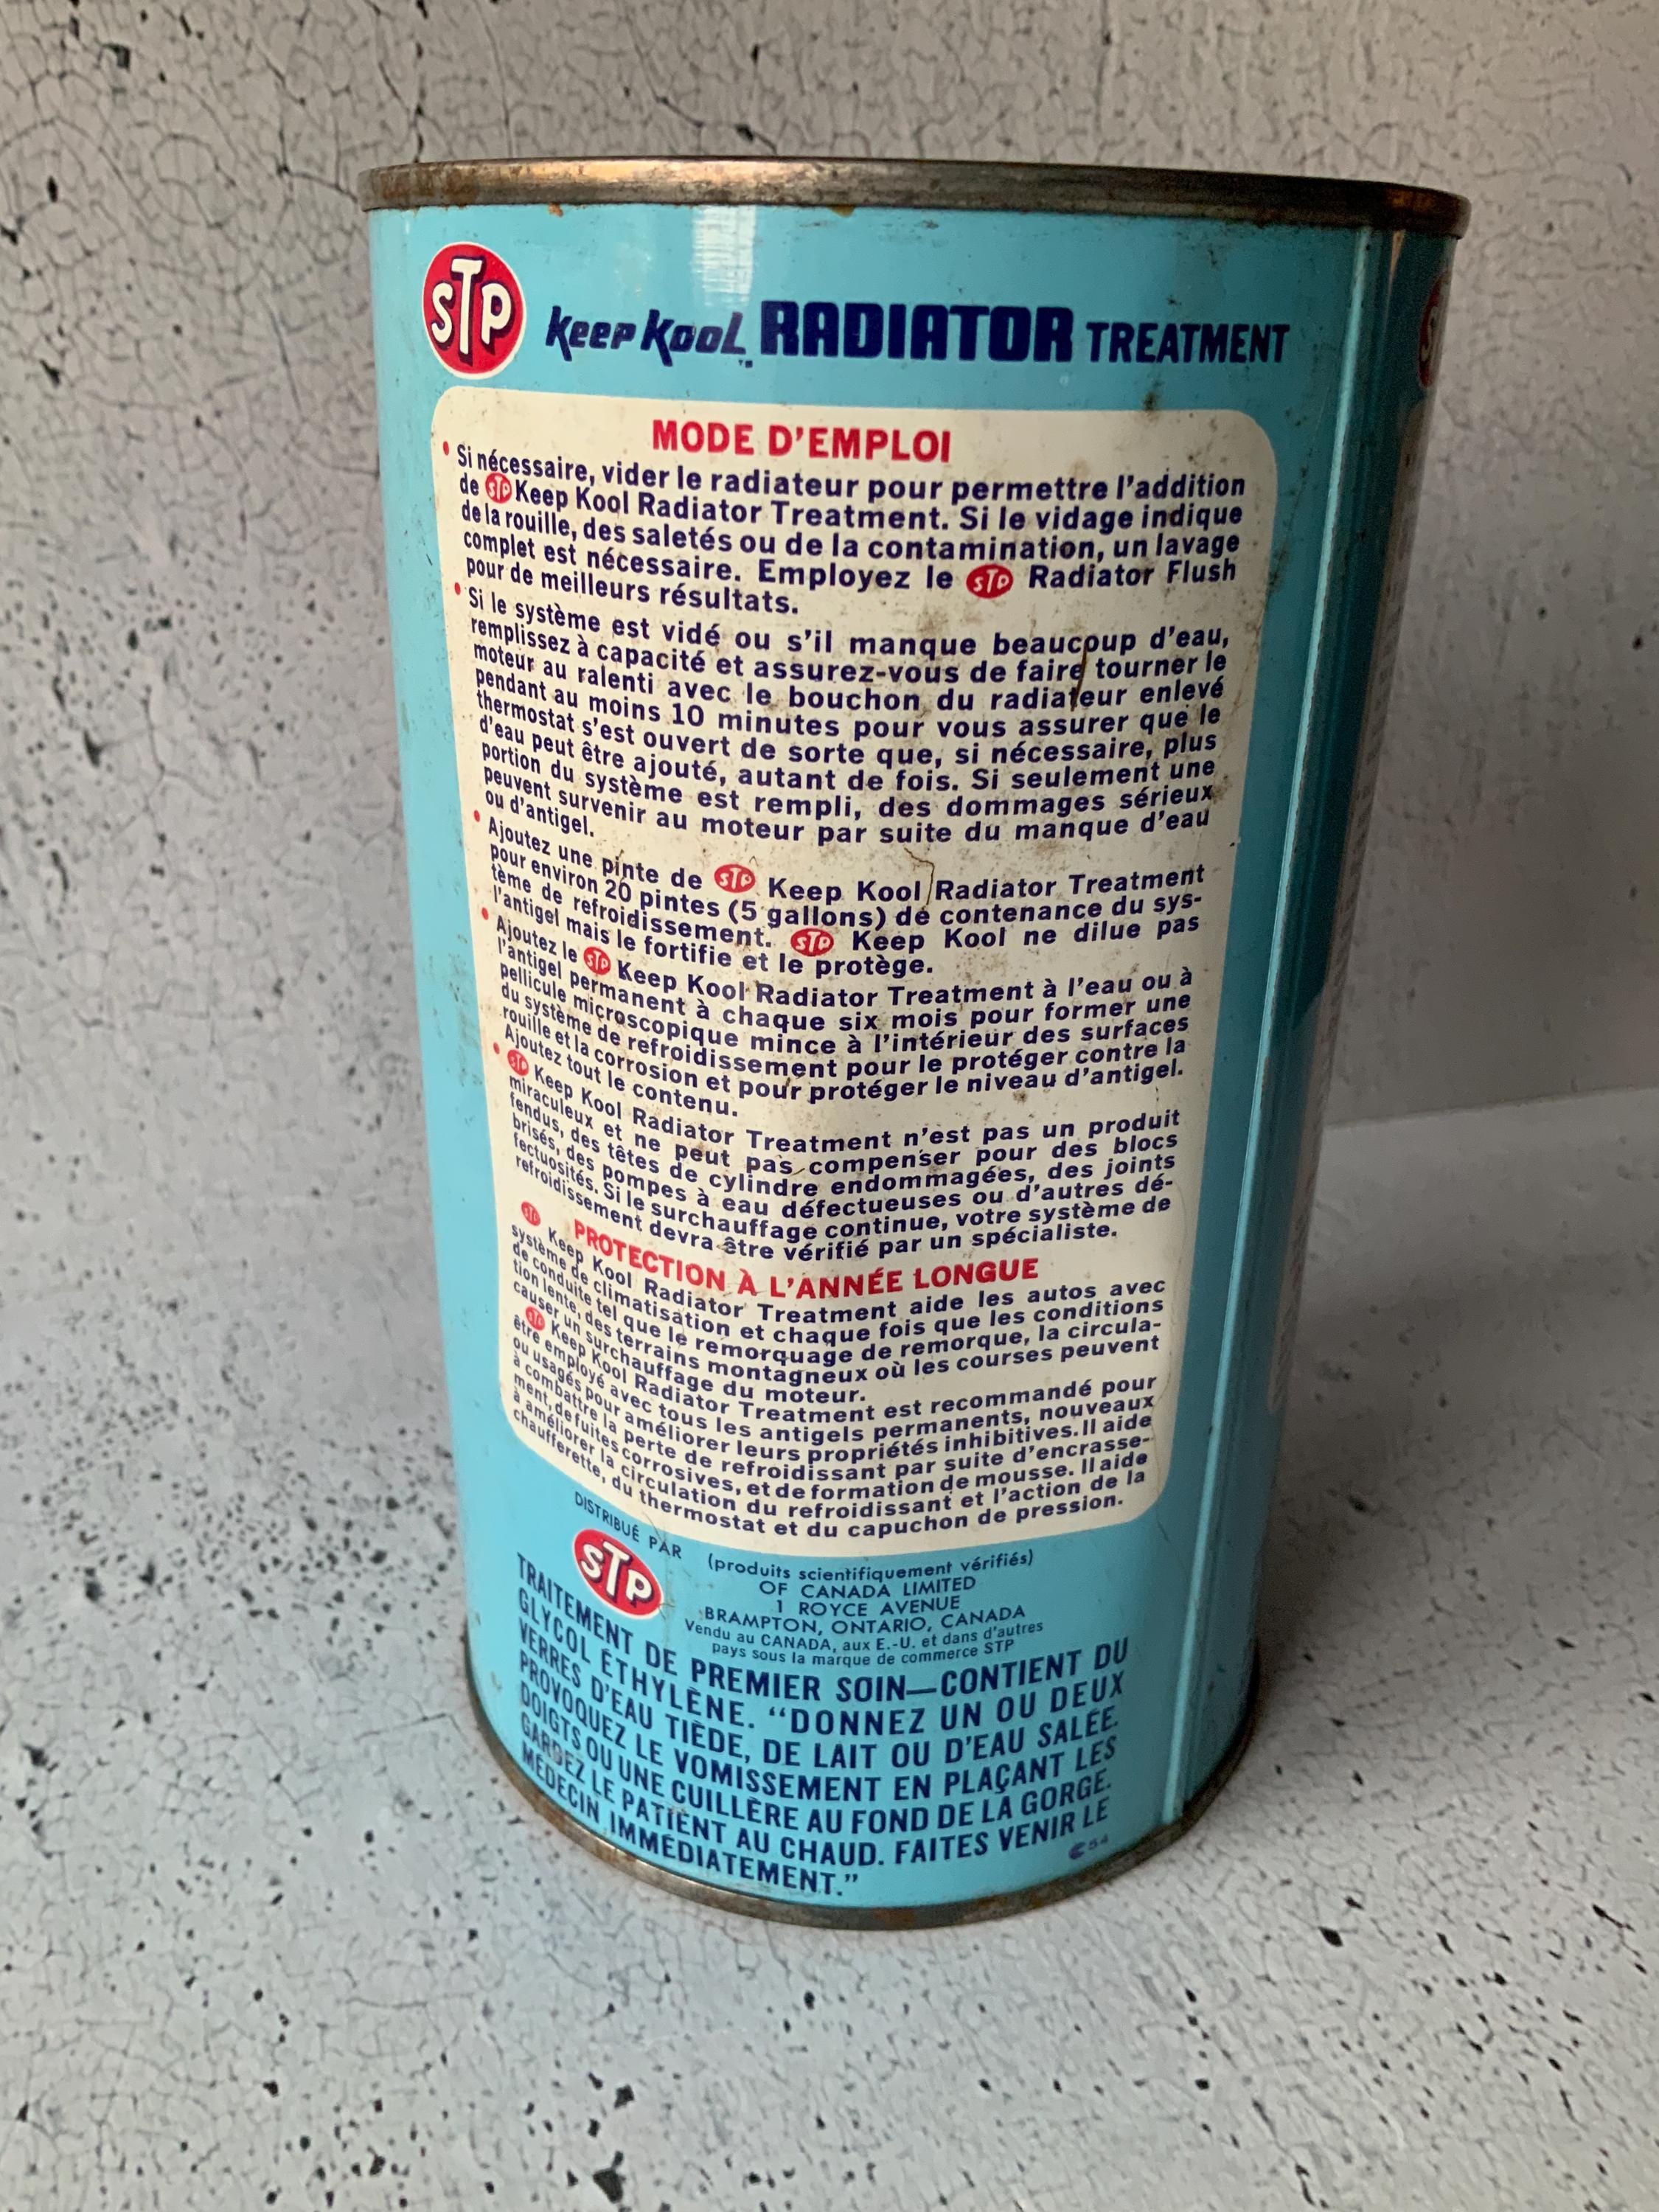 STP Keep Kool RADIATOR TREATMENT
TM
MODE D'EMPLOI
• Si nécessaire, vider le radiateur pour permettre l'addition
de STP Keep Kool Radiator Treatment. Si le vidage indique
de la rouille, des saletés ou de la contamination, un lavage
complet est nécessaire. Employez le STP Radiator Flush
pour de meilleurs résultats.
• Si le système est vidé ou s'il manque beaucoup d'eau,
remplissez à capacité et assurez-vous de faire tourner le
moteur au ralenti avec le bouchon du radiateur enlevé
pendant au moins 10 minutes pour vous assurer que le
thermostat s'est ouvert de sorte que, si nécessaire, plus
d'eau peut être ajouté, autant de fois. Si seulement une
portion du système est rempli, des dommages sérieux
peuvent survenir au moteur par suite du manque d'eau
ou d'antigel.
• Ajoutez une pinte de STP Keep Kool Radiator Treatment
pour environ 20 pintes (5 gallons) de contenance du sys-
tème de refroidissement. STP Keep Kool ne dilue pas
l'antigel mais le fortifie et le protège.
• Ajoutez le STP Keep Kool Radiator Treatment à l'eau ou à
l'antigel permanent à chaque six mois pour former une
pellicule microscopique mince à l'intérieur des surfaces
du système de refroidissement pour le protéger contre la
rouille et la corrosion et pour protéger le niveau d'antigel.
Ajoutez tout le contenu.
• STP Keep Kool Radiator Treatment n'est pas un produit
miraculeux et ne peut pas compenser pour des blocs
fendus, des têtes de cylindre endommagées, des joints
brisés, des pompes à eau défectueuses ou d'autres dé-
fectuosités. Si le surchauffage continue, votre système de
refroidissement devra être vérifié par un spécialiste.
PROTECTION À L'ANNÉE LONGUE
STP Keep Kool Radiator Treatment aide les autos avec
système de climatisation et chaque fois que les conditions
de conduite tel que le remorquage de remorque, la circula-
tion lente, des terrains montagneux où les courses peuvent
causer un surchauffage du moteur.
STP Keep Kool Radiator Treatment est recommandé pour
être employé avec tous les antigels permanents, nouveaux
ou usagés pour améliorer leurs propriétés inhibitives. Il aide
à combattre la perte de refroidissant par suite d'encrasse-
ment, de fuites corrosives, et de formation de mousse. Il aide
à améliorer la circulation du refroidissant et l'action de la
chaufferette, du thermostat et du capuchon de pression.
DISTRIBUÉ PAR
STP
(produits scientifiquement vérifiés)
OF CANADA LIMITED
1 ROYCE AVENUE
BRAMPTON, ONTARIO, CANADA
Vendu au CANADA, aux E.-U. et dans d'autres
pays sous la marque de commerce STP
TRAITEMENT DE PREMIER SOIN—CONTIENT DU
GLYCOL ÉTHYLÈNE. "DONNEZ UN OU DEUX
VERRES D'EAU TIÈDE, DE LAIT OU D'EAU SALÉE.
PROVOQUEZ LE VOMISSEMENT EN PLAÇANT LES
DOIGTS OU UNE CUILLÈRE AU FOND DE LA GORGE.
GARDEZ LE PATIENT AU CHAUD. FAITES VENIR LE
MÉDECIN IMMÉDIATEMENT."
54